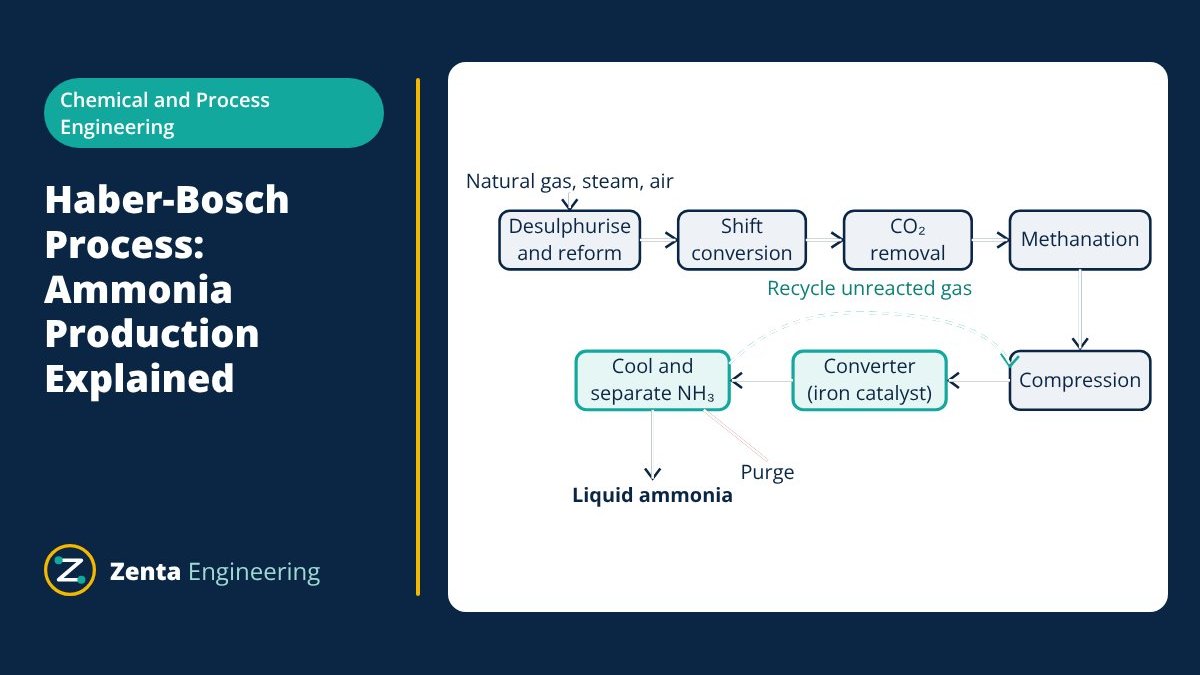 Chemical and Process
Engineering
Haber-Bosch
Process:
Ammonia
Production
Explained
Zenta Engineering
Natural gas, steam, air
Desulphurise
and reform
Shift
conversion
CO₂
removal
Methanation
Recycle unreacted gas
Cool and
separate NH₃
Converter
(iron catalyst)
Compression
Purge
Liquid ammonia